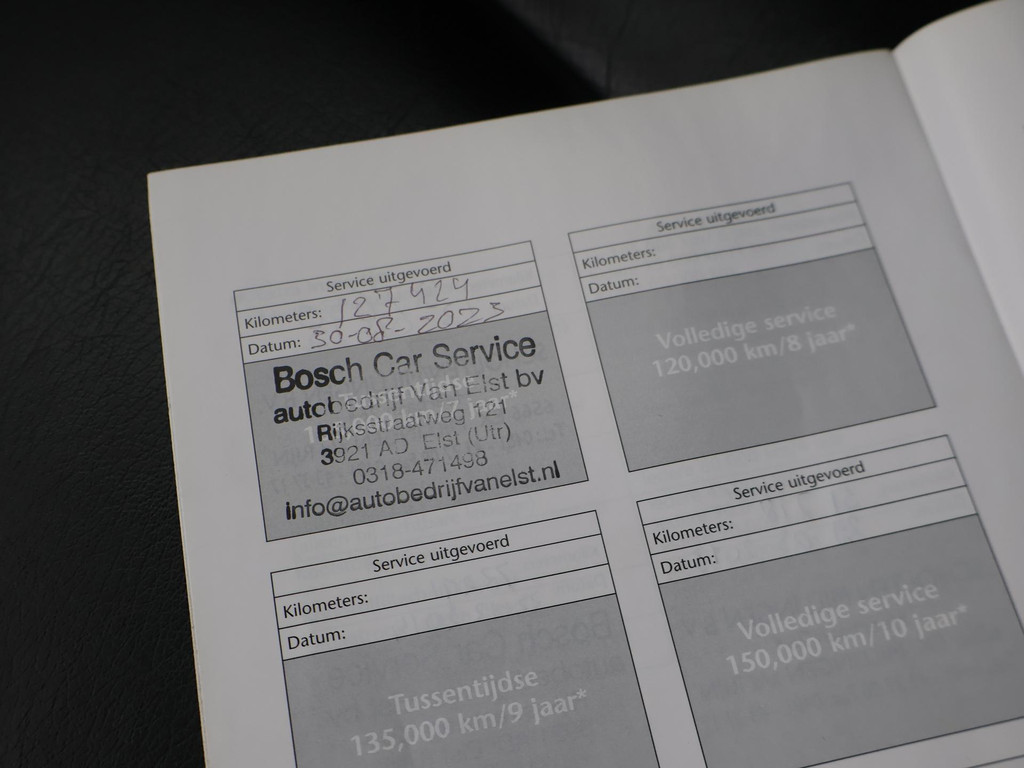 Service uitgevoerd
Kilometers: 127424
Datum: 30-08-2023
Bosch Car Service
autobedrijf Van Elst bv
Rijksstraatweg 121
3921 AD Elst (Utr)
0318-471498
info@autobedrijfvanelst.nl
Service uitgevoerd
Kilometers:
Datum:
Volledige service
120,000 km/8 jaar*
Service uitgevoerd
Kilometers:
Datum:
Tussentijdse
135,000 km/9 jaar*
Service uitgevoerd
Kilometers:
Datum:
Volledige service
150,000 km/10 jaar*